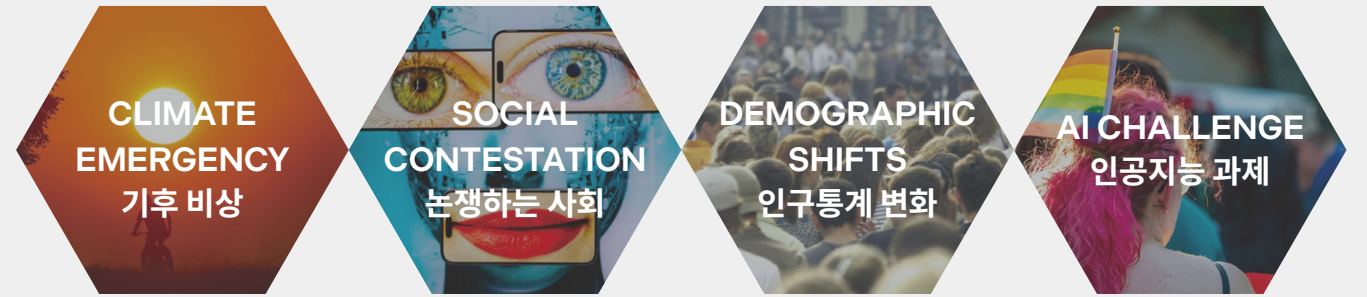 CLIMATE
EMERGENCY
기후 비상
SOCIAL
CONTESTATION
논쟁하는 사회
DEMOGRAPHIC
SHIFTS
인구통계 변화
AI CHALLENGE
인공지능 과제